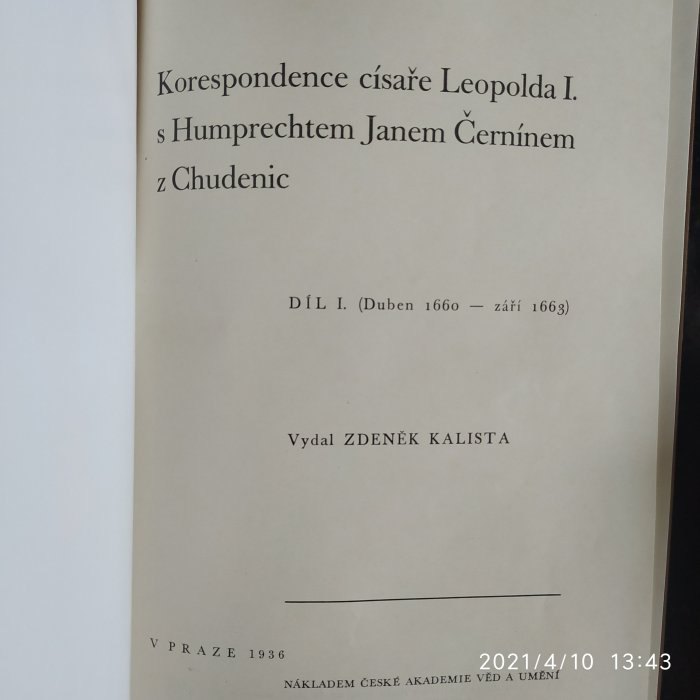 Korespondence císaře Leopolda I.
s Humprechtem Janem Černínem
z Chudenic
DÍL I. (Duben 1660 — září 1663)
Vydal ZDENĚK KALISTA
V PRAZE 1936
NÁKLADEM ČESKÉ AKADEMIE VĚD A UMĚNÍ
2021/4/10 13:43